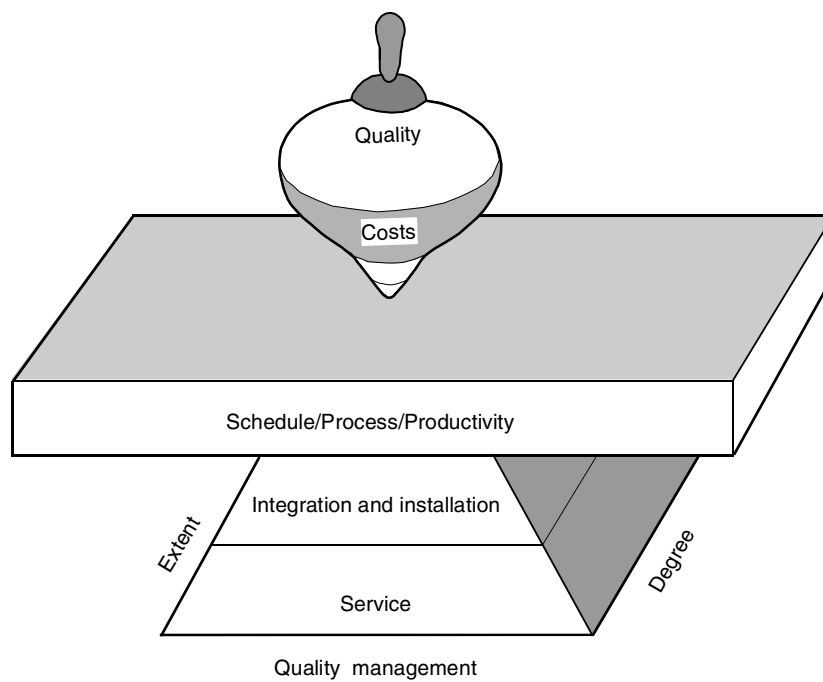 Quality
Costs
Schedule/Process/Productivity
Integration and installation
Extent
Degree
Service
Quality management